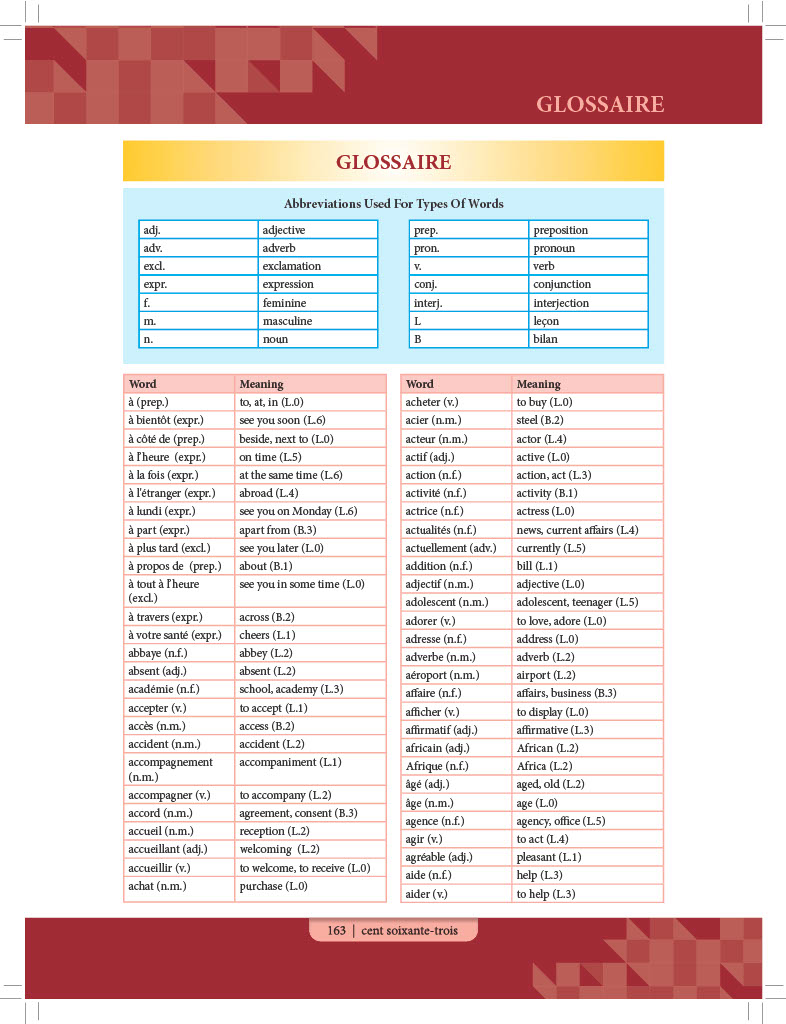 GLOSSAIRE
GLOSSAIRE
Abbreviations Used For Types Of Words
adj. adjective
adv. adverb
excl. exclamation
expr. expression
f. feminine
m. masculine
n. noun
prep. preposition
pron. pronoun
v. verb
conj. conjunction
interj. interjection
L leçon
B bilan
Word Meaning
à (prep.) to, at, in (L.0)
à bientôt (expr.) see you soon (L.6)
à côté de (prep.) beside, next to (L.0)
à l'heure (expr.) on time (L.5)
à la fois (expr.) at the same time (L.6)
à l'étranger (expr.) abroad (L.4)
à lundi (expr.) see you on Monday (L.6)
à part (expr.) apart from (B.3)
à plus tard (excl.) see you later (L.0)
à propos de (prep.) about (B.1)
à tout à l'heure see you in some time (L.0)
(excl.)
à travers (expr.) across (B.2)
à votre santé (expr.) cheers (L.1)
abbaye (n.f.) abbey (L.2)
absent (adj.) absent (L.2)
académie (n.f.) school, academy (L.3)
accepter (v.) to accept (L.1)
accès (n.m.) access (B.2)
accident (n.m.) accident (L.2)
accompagnement accompaniment (L.1)
(n.m.)
accompagner (v.) to accompany (L.2)
accord (n.m.) agreement, consent (B.3)
accueil (n.m.) reception (L.2)
accueillant (adj.) welcoming (L.2)
accueillir (v.) to welcome, to receive (L.0)
achat (n.m.) purchase (L.0)
Word Meaning
acheter (v.) to buy (L.0)
acier (n.m.) steel (B.2)
acteur (n.m.) actor (L.4)
actif (adj.) active (L.0)
action (n.f.) action, act (L.3)
activité (n.f.) activity (B.1)
actrice (n.f.) actress (L.0)
actualités (n.f.) news, current affairs (L.4)
actuellement (adv.) currently (L.5)
addition (n.f.) bill (L.1)
adjectif (n.m.) adjective (L.0)
adolescent (n.m.) adolescent, teenager (L.5)
adorer (v.) to love, adore (L.0)
adresse (n.f.) address (L.0)
adverbe (n.m.) adverb (L.2)
aéroport (n.m.) airport (L.2)
affaire (n.f.) affairs, business (B.3)
afficher (v.) to display (L.0)
affirmatif (adj.) affirmative (L.3)
africain (adj.) African (L.2)
Afrique (n.f.) Africa (L.2)
âgé (adj.) aged, old (L.2)
âge (n.m.) age (L.0)
agence (n.f.) agency, office (L.5)
agir (v.) to act (L.4)
agréable (adj.) pleasant (L.1)
aide (n.f.) help (L.3)
aider (v.) to help (L.3)
163 | cent soixante-trois